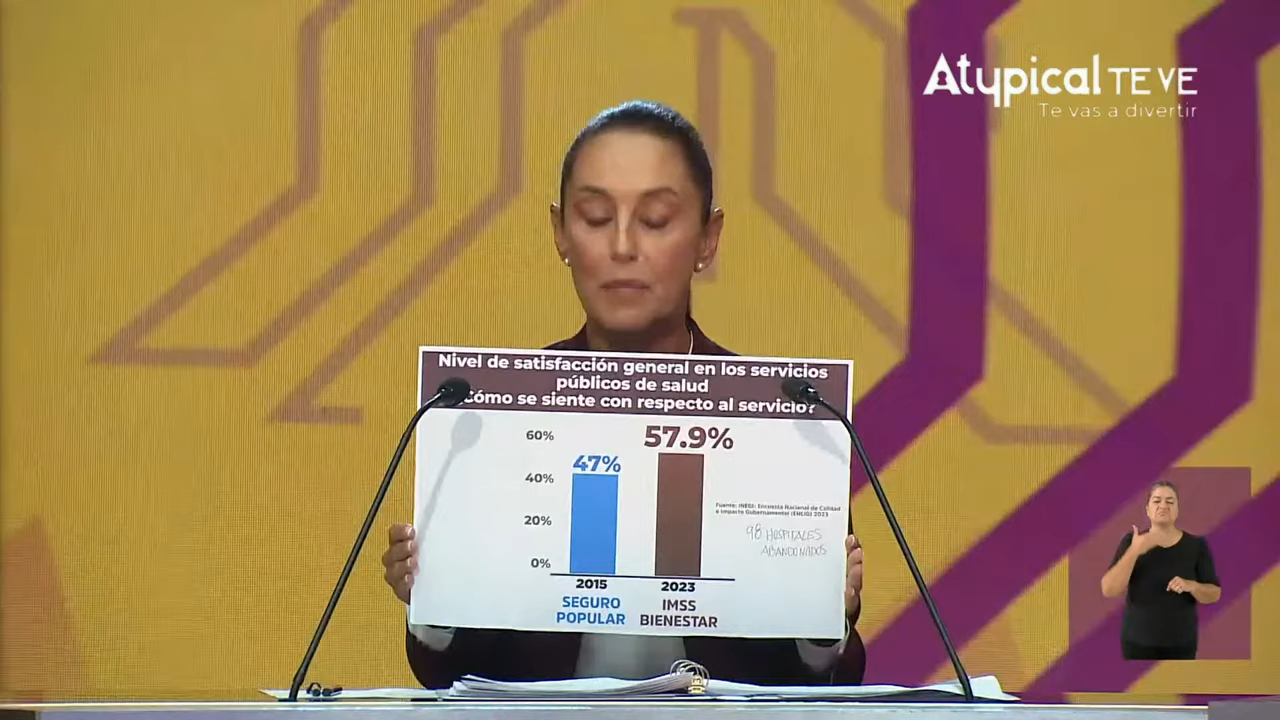 Atypical TE VE
Te vas a divertir
Nivel de satisfacción general en los servicios
públicos de salud
Cómo se siente con respecto al servicio?
60%
57.9%
47%
40%
20%
0%
Fuente: INEGI: Encuesta Nacional de Calidad
e Impacto Gubernamental (ENCIG) 2023
98 HOSPITALES
ABANDONADOS
2015
2023
SEGURO
POPULAR
IMSS
BIENESTAR